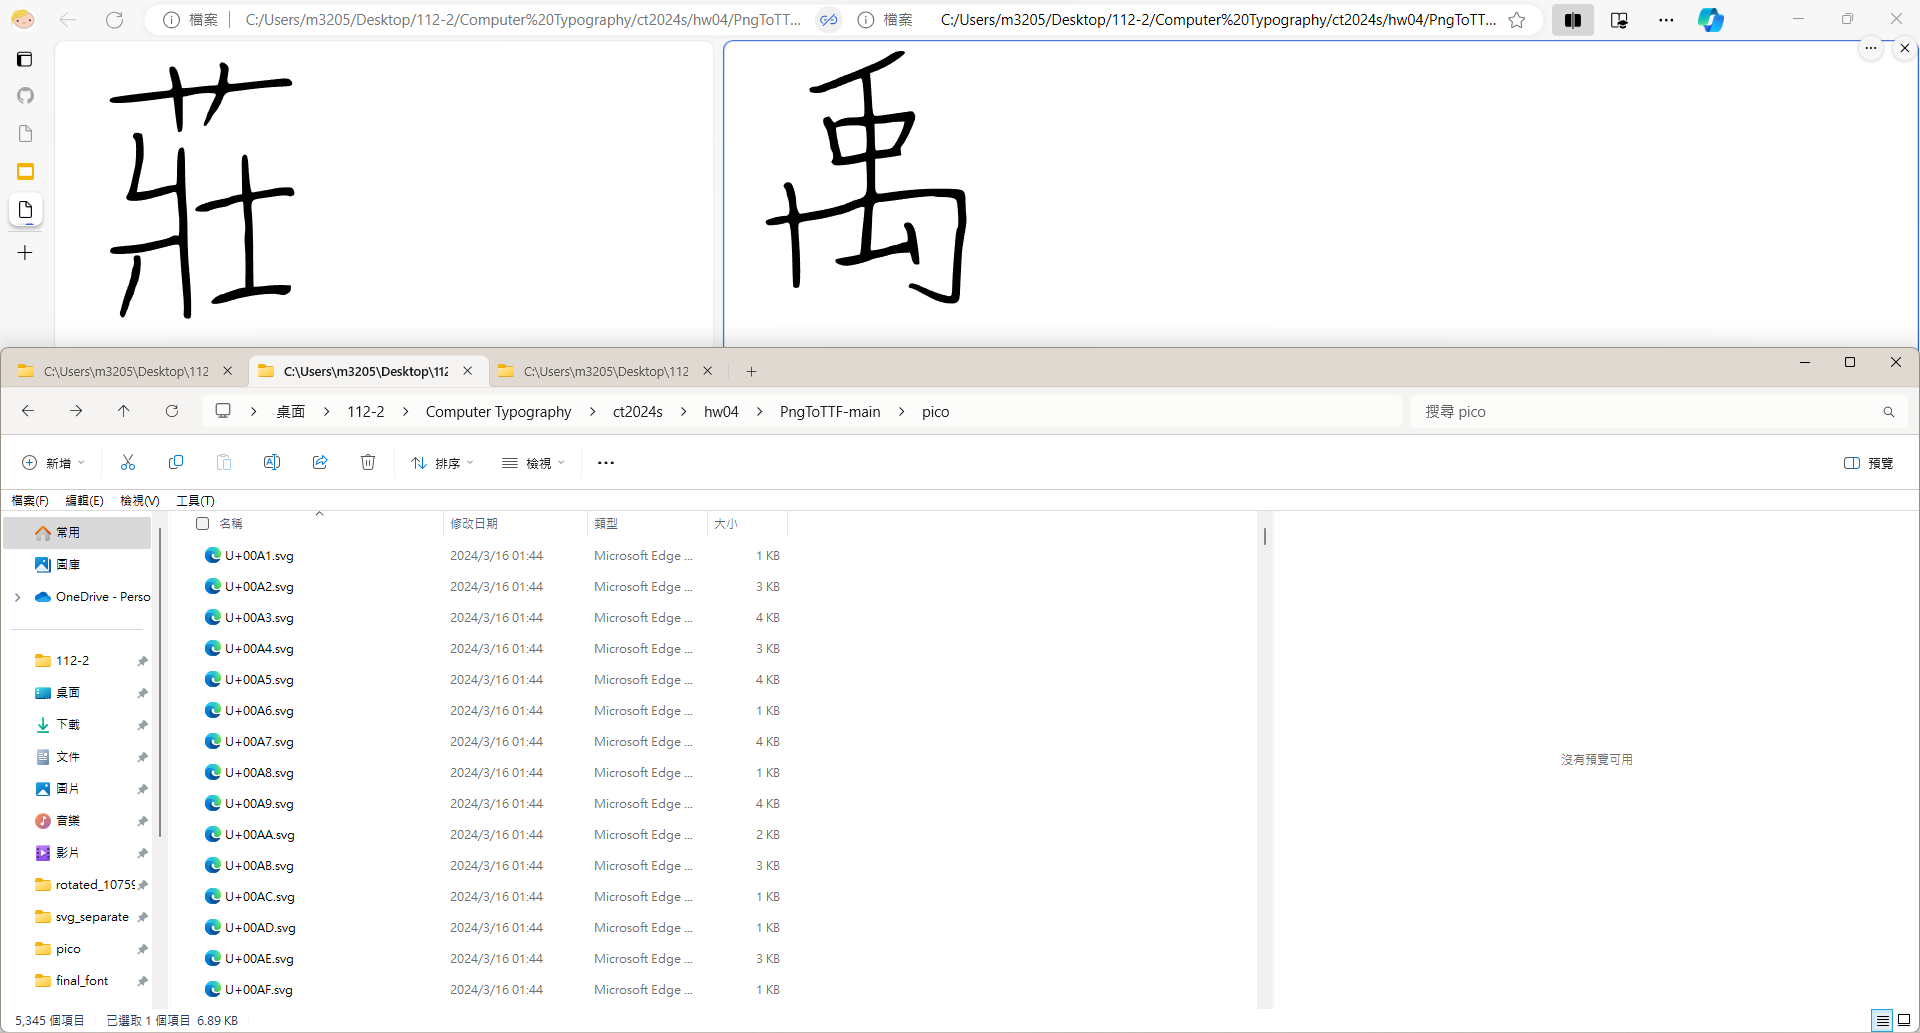 檔案 C:/Users/m3205/Desktop/112-2/Computer%20Typography/ct2024s/hw04/PngToTTF... 檔案 C:/Users/m3205/Desktop/112-2/Computer%20Typography/ct2024s/hw04/PngToTT...
莊 禹
C:\Users\m3205\Desktop\112 C:\Users\m3205\Desktop\112 C:\Users\m3205\Desktop\112
桌面 > 112-2 > Computer Typography > ct2024s > hw04 > PngToTTF-main > pico 搜尋 pico
新增 排序 檢視 ... 預覽
檔案(F) 編輯(E) 檢視(V) 工具(T)
常用
圖庫
OneDrive - Perso
112-2
桌面
下載
文件
圖片
音樂
影片
rotated_10759
svg_separate
pico
final_font
名稱 修改日期 類型 大小
U+00A1.svg 2024/3/16 01:44 Microsoft Edge ... 1 KB
U+00A2.svg 2024/3/16 01:44 Microsoft Edge ... 3 KB
U+00A3.svg 2024/3/16 01:44 Microsoft Edge ... 4 KB
U+00A4.svg 2024/3/16 01:44 Microsoft Edge ... 3 KB
U+00A5.svg 2024/3/16 01:44 Microsoft Edge ... 4 KB
U+00A6.svg 2024/3/16 01:44 Microsoft Edge ... 1 KB
U+00A7.svg 2024/3/16 01:44 Microsoft Edge ... 4 KB
U+00A8.svg 2024/3/16 01:44 Microsoft Edge ... 1 KB
U+00A9.svg 2024/3/16 01:44 Microsoft Edge ... 4 KB
U+00AA.svg 2024/3/16 01:44 Microsoft Edge ... 2 KB
U+00AB.svg 2024/3/16 01:44 Microsoft Edge ... 3 KB
U+00AC.svg 2024/3/16 01:44 Microsoft Edge ... 1 KB
U+00AD.svg 2024/3/16 01:44 Microsoft Edge ... 1 KB
U+00AE.svg 2024/3/16 01:44 Microsoft Edge ... 3 KB
U+00AF.svg 2024/3/16 01:44 Microsoft Edge ... 1 KB
沒有預覽可用
5,345 個項目 已選取 1 個項目 6.89 KB